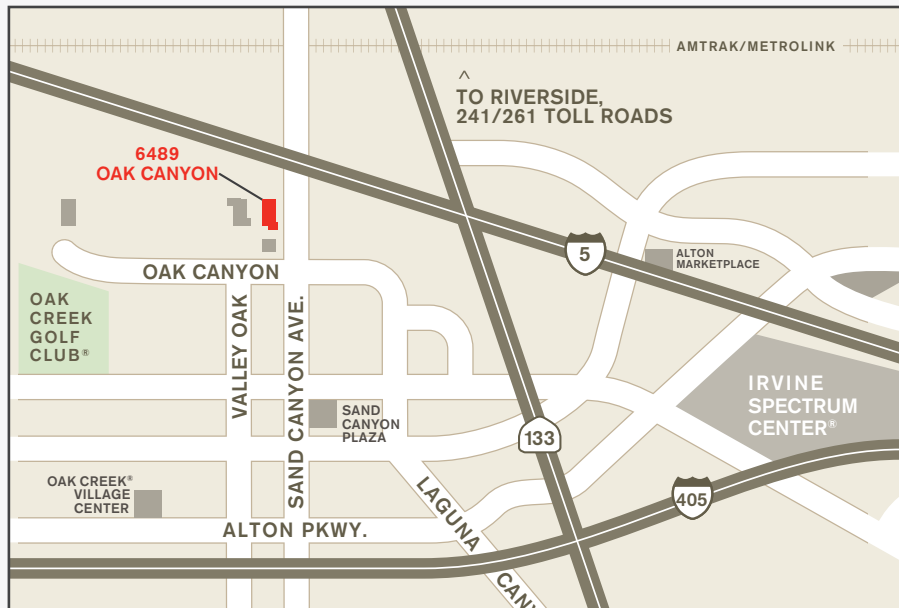 AMTRAK/METROLINK
^
TO RIVERSIDE,
241/261 TOLL ROADS
6489
OAK CANYON
5
ALTON
MARKETPLACE
OAK CANYON
OAK
CREEK
GOLF
CLUB®
VALLEY OAK
SAND CANYON AVE.
IRVINE
SPECTRUM
CENTER®
SAND
CANYON
PLAZA
133
OAK CREEK®
VILLAGE
CENTER
405
LAGUNA CANY
ALTON PKWY.